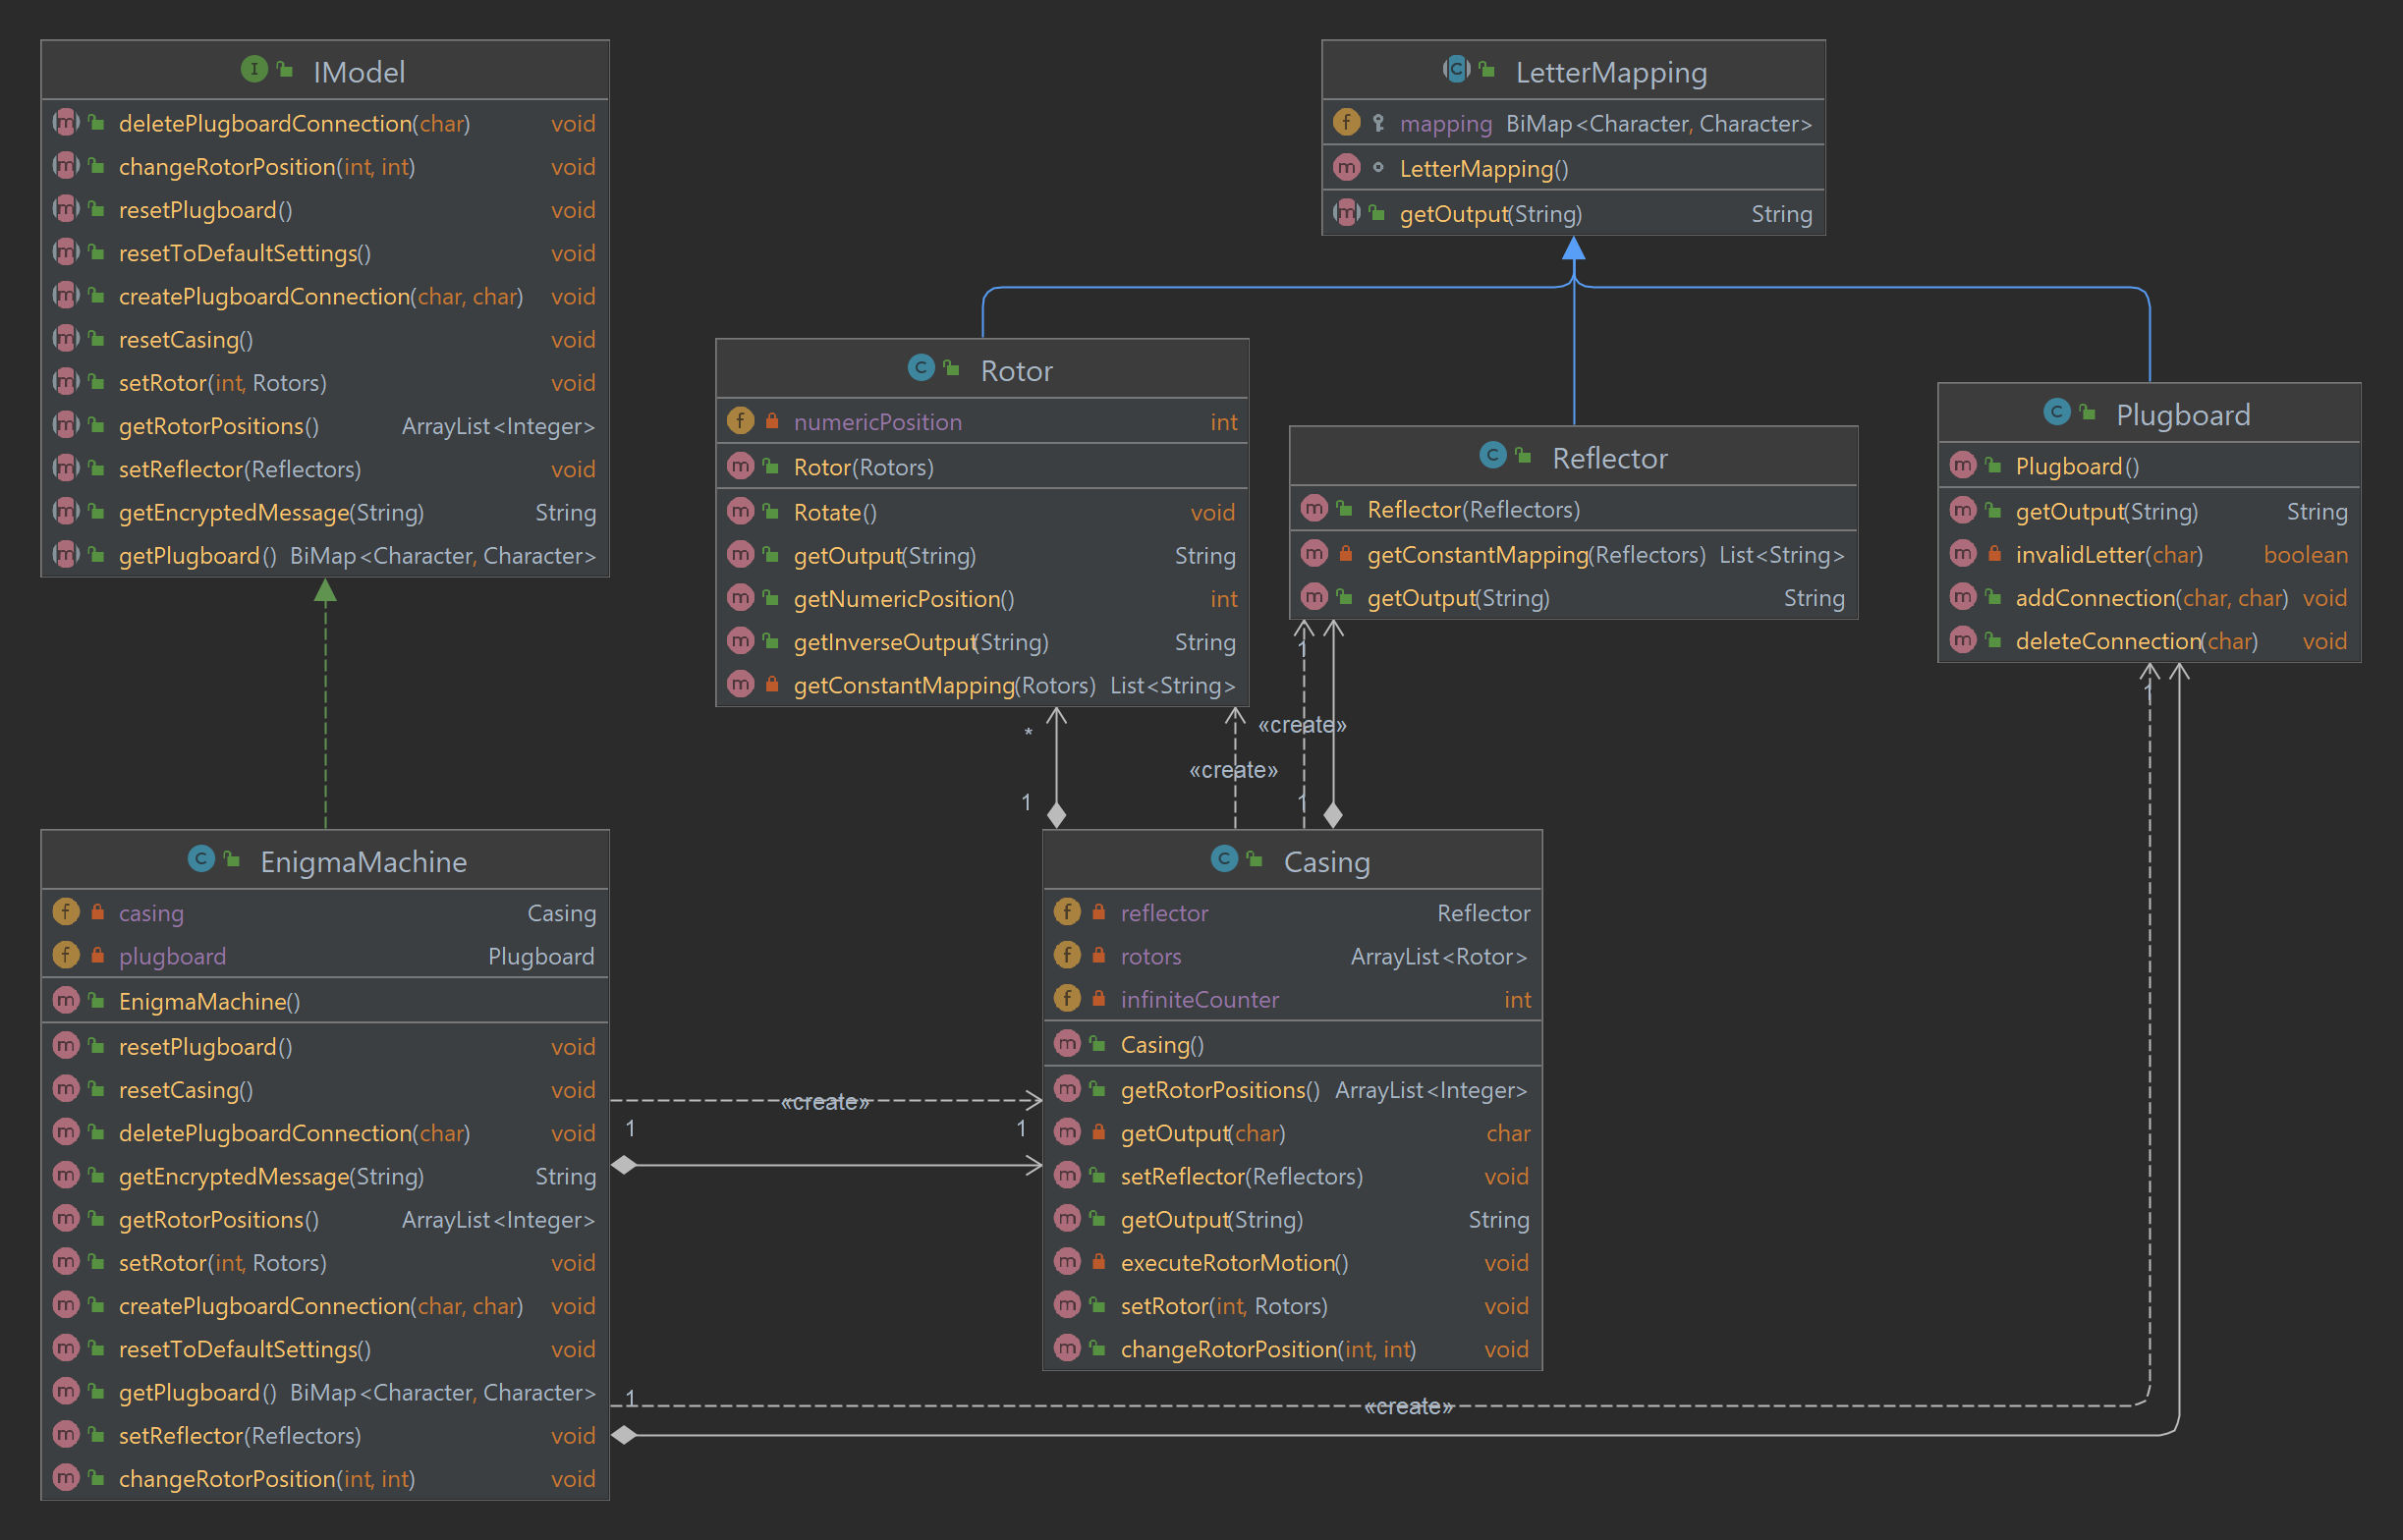 IModel
deletePlugboardConnection(char) void
changeRotorPosition(int, int) void
resetPlugboard() void
resetToDefaultSettings() void
createPlugboardConnection(char, char) void
resetCasing() void
setRotor(int, Rotors) void
getRotorPositions() ArrayList<Integer>
setReflector(Reflectors) void
getEncryptedMessage(String) String
getPlugboard() BiMap<Character, Character>
LetterMapping
mapping BiMap<Character, Character>
LetterMapping()
getOutput(String) String
Rotor
numericPosition int
Rotor(Rotors)
Rotate() void
getOutput(String) String
getNumericPosition() int
getInverseOutput(String) String
getConstantMapping(Rotors) List<String>
Reflector
Reflector(Reflectors)
getConstantMapping(Reflectors) List<String>
getOutput(String) String
Plugboard
Plugboard()
getOutput(String) String
invalidLetter(char) boolean
addConnection(char, char) void
deleteConnection(char) void
1
1
*
«create»
«create»
1
1
EnigmaMachine
casing Casing
plugboard Plugboard
EnigmaMachine()
resetPlugboard() void
resetCasing() void
deletePlugboardConnection(char) void
getEncryptedMessage(String) String
getRotorPositions() ArrayList<Integer>
setRotor(int, Rotors) void
createPlugboardConnection(char, char) void
resetToDefaultSettings() void
getPlugboard() BiMap<Character, Character>
setReflector(Reflectors) void
changeRotorPosition(int, int) void
«create»
1
1
Casing
reflector Reflector
rotors ArrayList<Rotor>
infiniteCounter int
Casing()
getRotorPositions() ArrayList<Integer>
getOutput(char) char
setReflector(Reflectors) void
getOutput(String) String
executeRotorMotion() void
setRotor(int, Rotors) void
changeRotorPosition(int, int) void
1
«create»